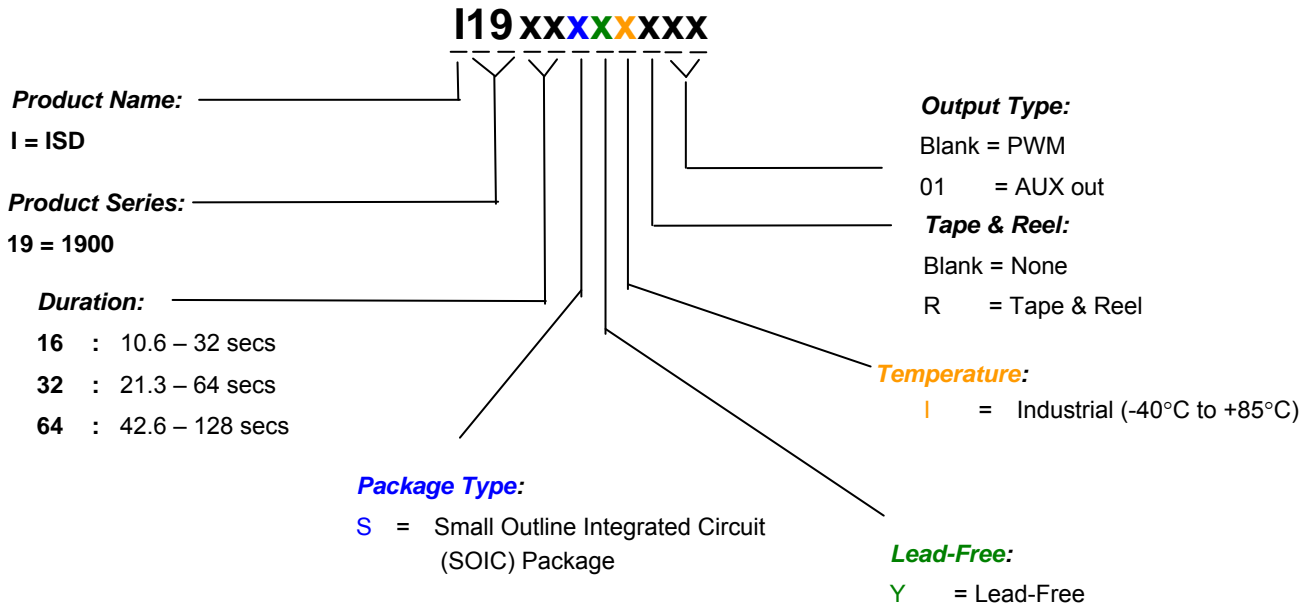 I19 xxxxxxxx
Product Name:
I = ISD
Product Series:
19 = 1900
Duration:
16 : 10.6 – 32 secs
32 : 21.3 – 64 secs
64 : 42.6 – 128 secs
Package Type:
S = Small Outline Integrated Circuit
(SOIC) Package
Output Type:
Blank = PWM
01 = AUX out
Tape & Reel:
Blank = None
R = Tape & Reel
Temperature:
I = Industrial (-40°C to +85°C)
Lead-Free:
Y = Lead-Free